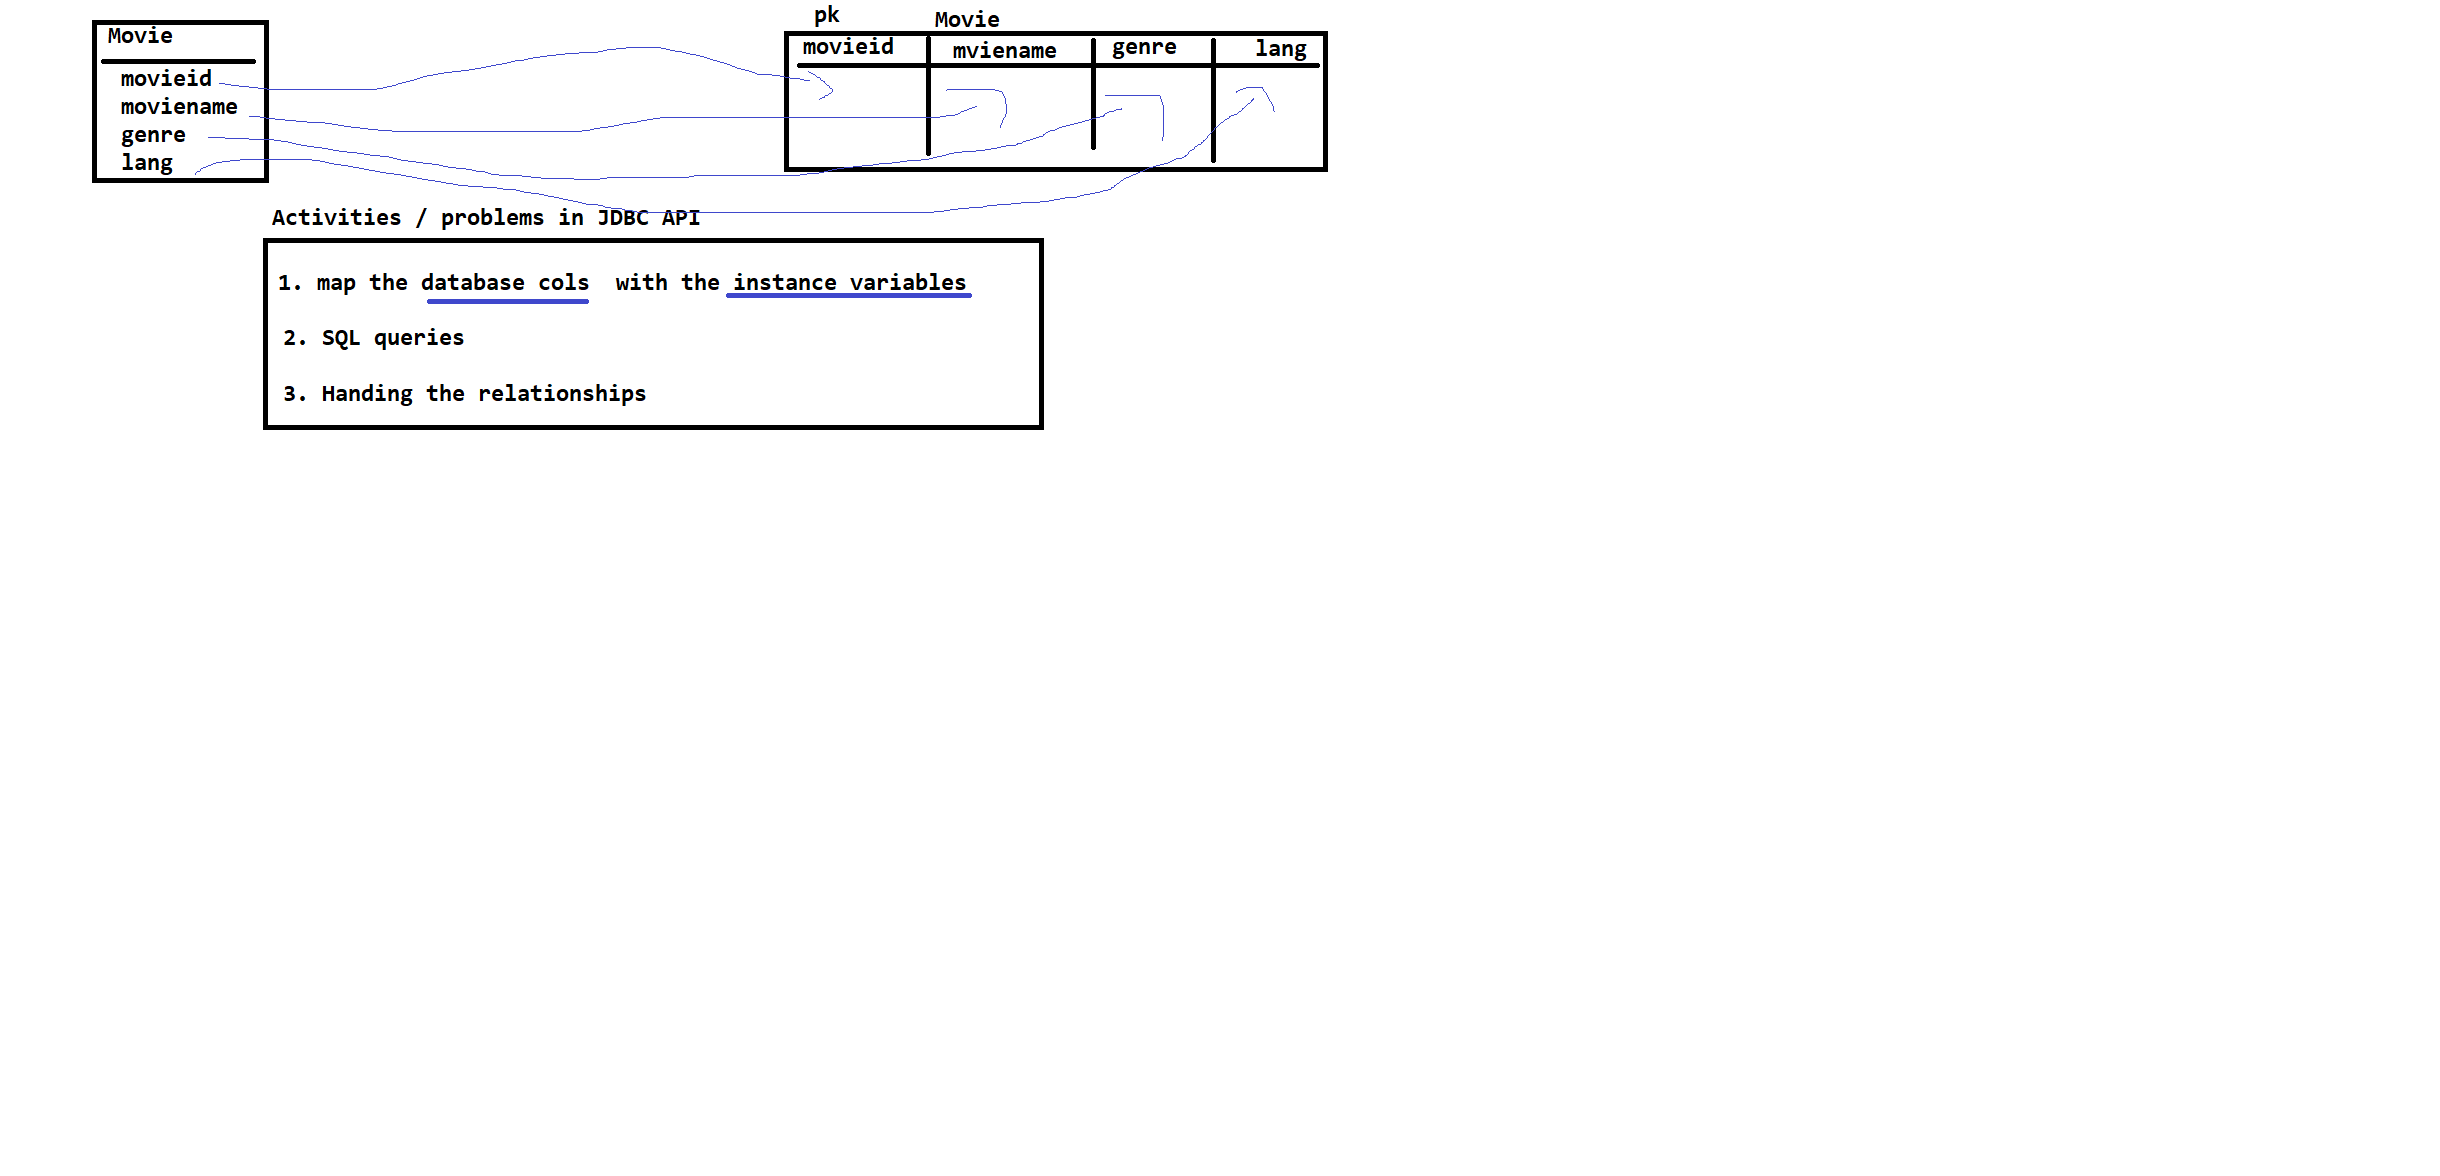 Movie
movieid
moviename
genre
lang
pk
Movie
movieid mviename genre lang
Activities / problems in JDBC API
1. map the database cols with the instance variables
2. SQL queries
3. Handing the relationships